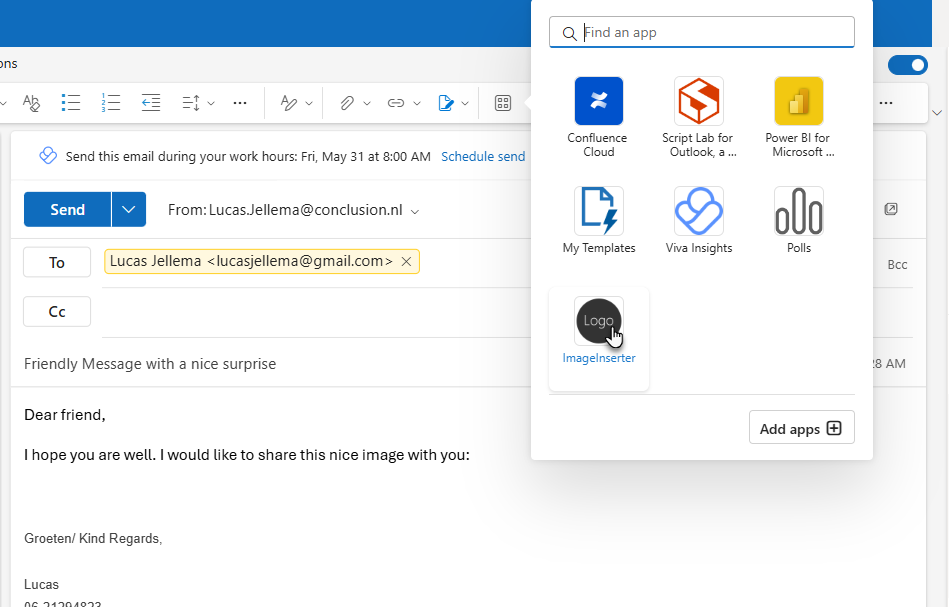 Find an app
ons
Confluence
Cloud
Script Lab for
Outlook, a ...
Power BI for
Microsoft ...
Send this email during your work hours: Fri, May 31 at 8:00 AM Schedule send
Send
From: Lucas.Jellema@conclusion.nl
My Templates
Viva Insights
Polls
To
Lucas Jellema <lucasjellema@gmail.com>
Bcc
Cc
Logo
ImageInserter
Friendly Message with a nice surprise
28 AM
Dear friend,
Add apps
I hope you are well. I would like to share this nice image with you:
Groeten/ Kind Regards,
Lucas
06 21294823